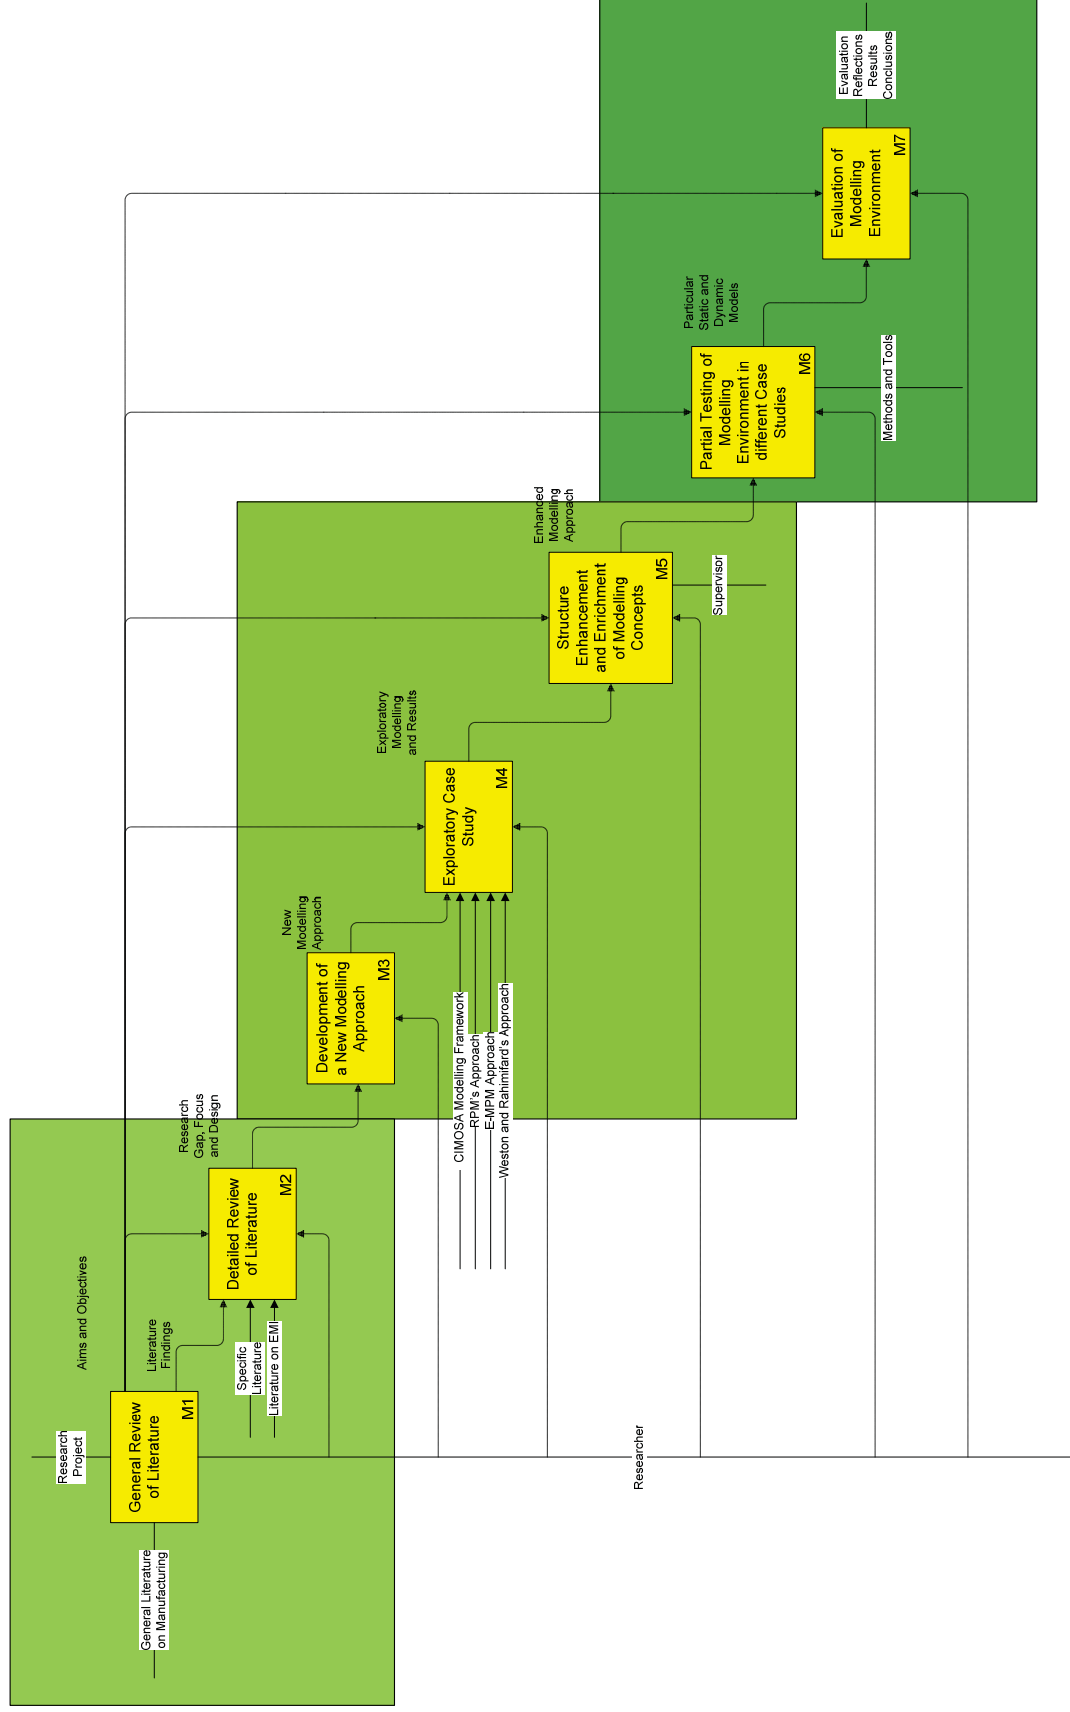 Research
Project
General Literature
on Manufacturing
General Review
of Literature
M1
Aims and Objectives
Literature
Findings
Specific
Literature
Literature on EMI
Detailed Review
of Literature
M2
Research
Gap, Focus
and Design
Development of
a New Modelling
Approach
M3
New
Modelling
Approach
CIMOSA Modelling Framework
RPM's Approach
E-MPM Approach
Weston and Rahimifard's Approach
Exploratory Case
Study
M4
Exploratory
Modelling
and Results
Structure
Enhancement
and Enrichment
of Modelling
Concepts
M5
Supervisor
Enhanced
Modelling
Approach
Partial Testing of
Modelling
Environment in
different Case
Studies
M6
Methods and Tools
Particular
Static and
Dynamic
Models
Evaluation of
Modelling
Environment
M7
Evaluation
Reflections
Results
Conclusions
Researcher